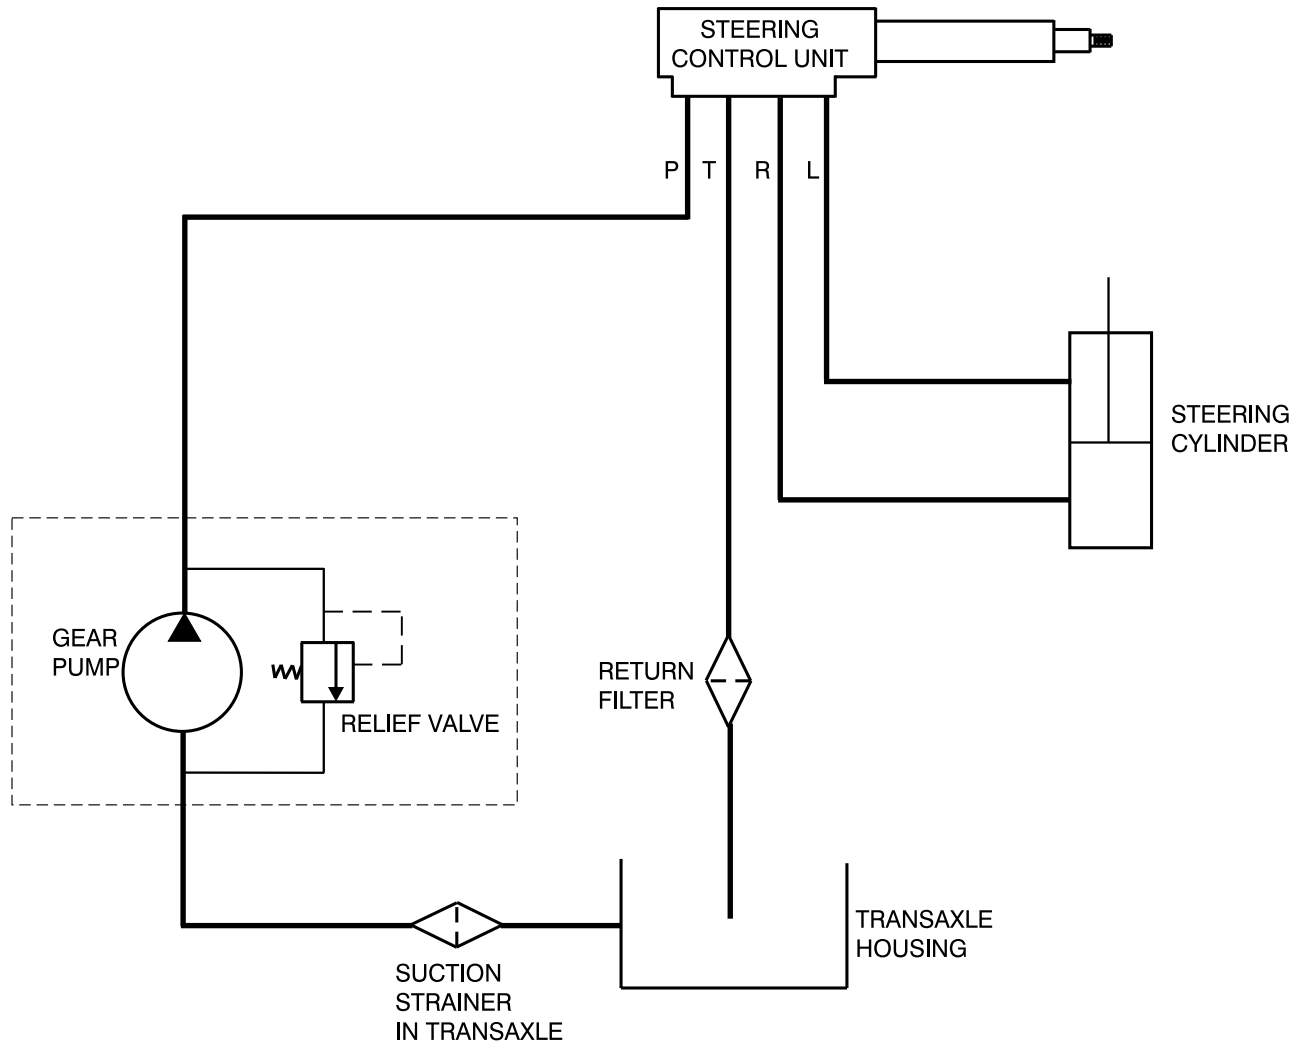 STEERING
CONTROL UNIT
P T R L
STEERING
CYLINDER
GEAR
PUMP
RELIEF VALVE
RETURN
FILTER
TRANSAXLE
HOUSING
SUCTION
STRAINER
IN TRANSAXLE